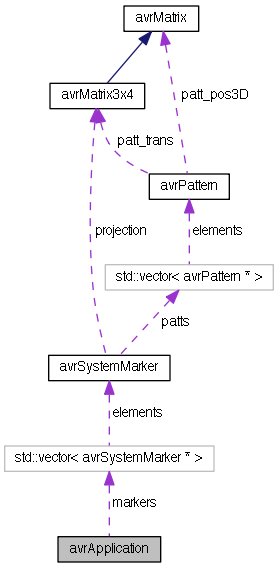 avrMatrix
avrMatrix3x4
patt_pos3D
patt_trans
avrPattern
projection
elements
std::vector< avrPattern * >
patts
avrSystemMarker
elements
std::vector< avrSystemMarker * >
markers
avrApplication